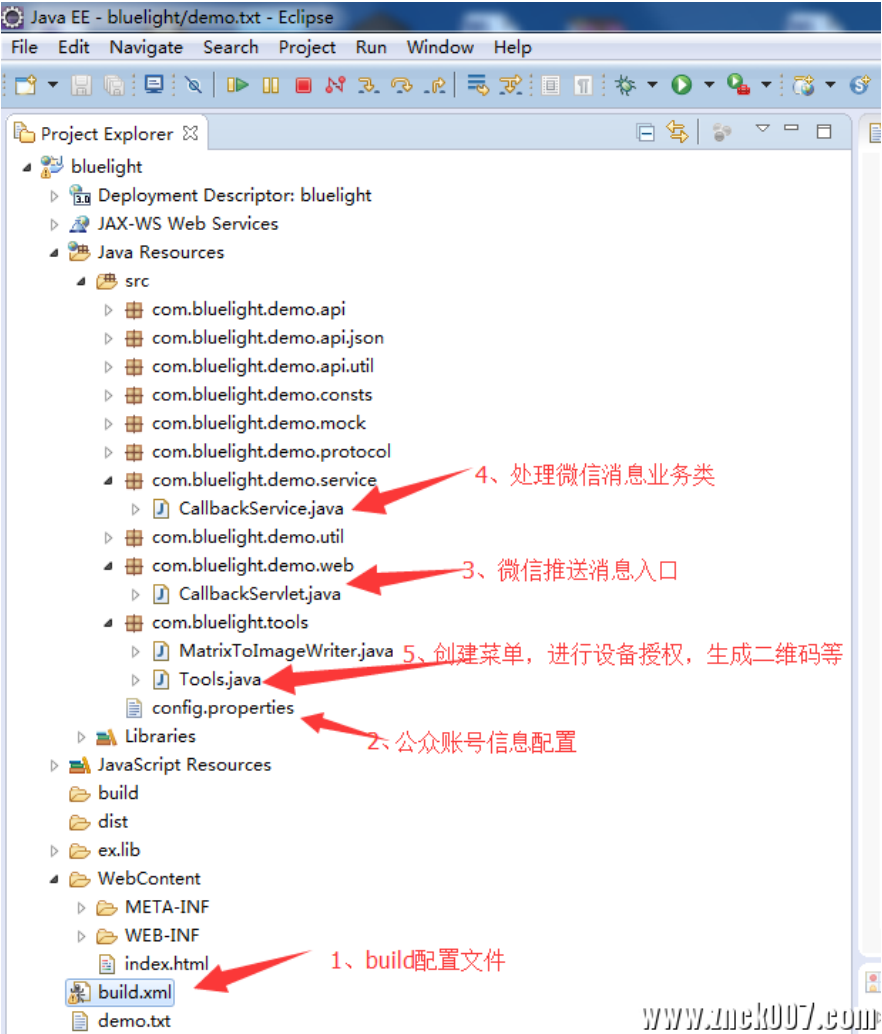 Java EE - bluelight/demo.txt - Eclipse
File Edit Navigate Search Project Run Window Help
Project Explorer
bluelight
3.0 Deployment Descriptor: bluelight
JAX-WS Web Services
Java Resources
src
com.bluelight.demo.api
com.bluelight.demo.api.json
com.bluelight.demo.api.util
com.bluelight.demo.consts
com.bluelight.demo.mock
com.bluelight.demo.protocol
com.bluelight.demo.service
4、处理微信消息业务类
CallbackService.java
com.bluelight.demo.util
com.bluelight.demo.web
3、微信推送消息入口
CallbackServlet.java
com.bluelight.tools
MatrixToImageWriter.java
5、创建菜单，进行设备授权，生成二维码等
Tools.java
config.properties
2、公众账号信息配置
Libraries
JavaScript Resources
build
dist
ex.lib
WebContent
META-INF
WEB-INF
index.html
1、build配置文件
build.xml
demo.txt
www.znck007.com